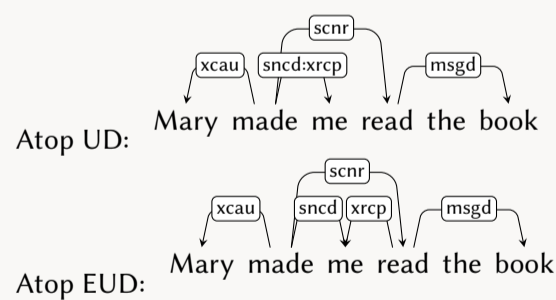 scnr
xcau sncd:xrcp msgd
Atop UD: Mary made me read the book
scnr
xcau sncd xrcp msgd
Atop EUD: Mary made me read the book